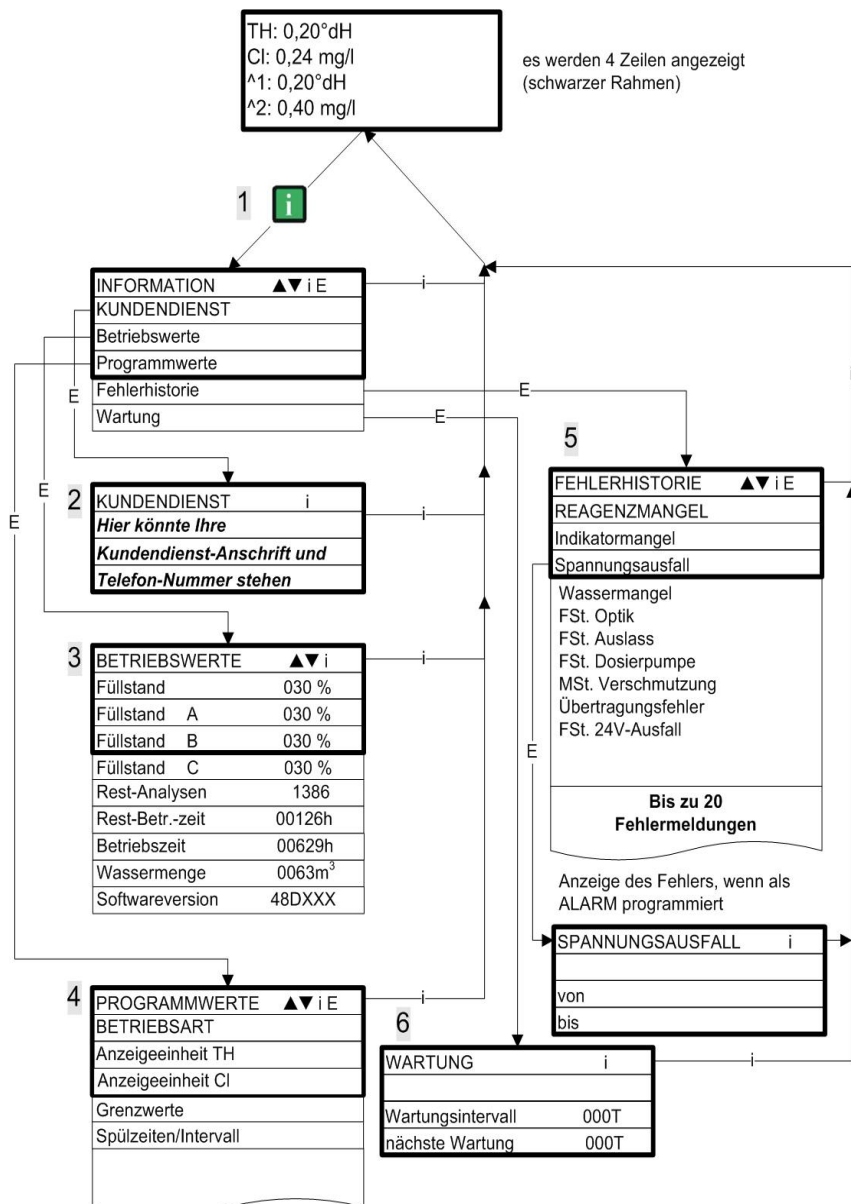 TH: 0,20°dH
Cl: 0,24 mg/l
^1: 0,20°dH
^2: 0,40 mg/l
es werden 4 Zeilen angezeigt
(schwarzer Rahmen)
1
i
INFORMATION ▲▼ i E
KUNDENDIENST
Betriebswerte
Programmwerte
Fehlerhistorie
Wartung
i
E
E
E
E
E
2
KUNDENDIENST i
Hier könnte Ihre
Kundendienst-Anschrift und
Telefon-Nummer stehen
i
3
BETRIEBSWERTE ▲▼ i
Füllstand 030 %
Füllstand A 030 %
Füllstand B 030 %
Füllstand C 030 %
Rest-Analysen 1386
Rest-Betr.-zeit 00126h
Betriebszeit 00629h
Wassermenge 0063m³
Softwareversion 48DXXX
i
4
PROGRAMMWERTE ▲▼ i E
BETRIEBSART
Anzeigeeinheit TH
Anzeigeeinheit Cl
Grenzwerte
Spülzeiten/Intervall
i
5
FEHLERHISTORIE ▲▼ i E
REAGENZMANGEL
Indikatormangel
Spannungsausfall
Wassermangel
FSt. Optik
FSt. Auslass
FSt. Dosierpumpe
MSt. Verschmutzung
Übertragungsfehler
FSt. 24V-Ausfall
E
Bis zu 20
Fehlermeldungen
Anzeige des Fehlers, wenn als
ALARM programmiert
SPANNUNGSAUSFALL i
von
bis
6
WARTUNG i
Wartungsintervall 000T
nächste Wartung 000T
i